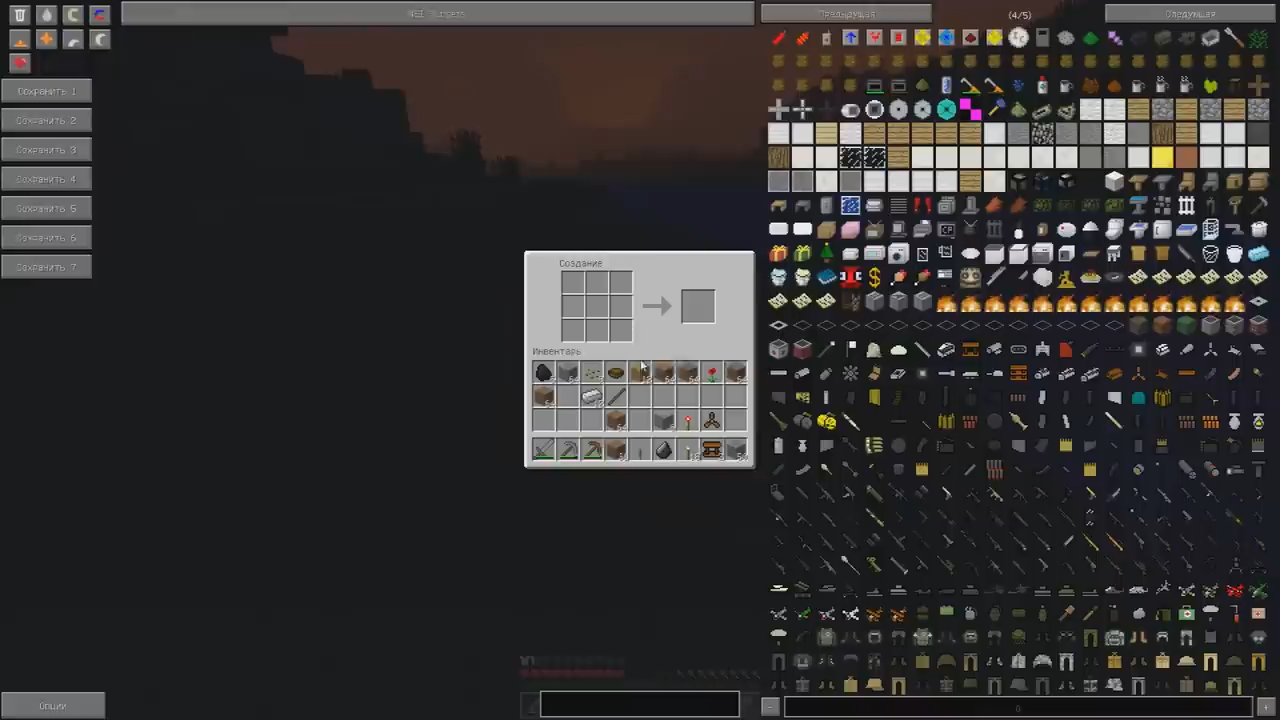 Предыдущая
(4/5)
Следующая
Сохранить 1
Сохранить 2
Сохранить 3
Сохранить 4
Сохранить 5
Сохранить 6
Сохранить 7
Создание
Инвентарь
Опции
0